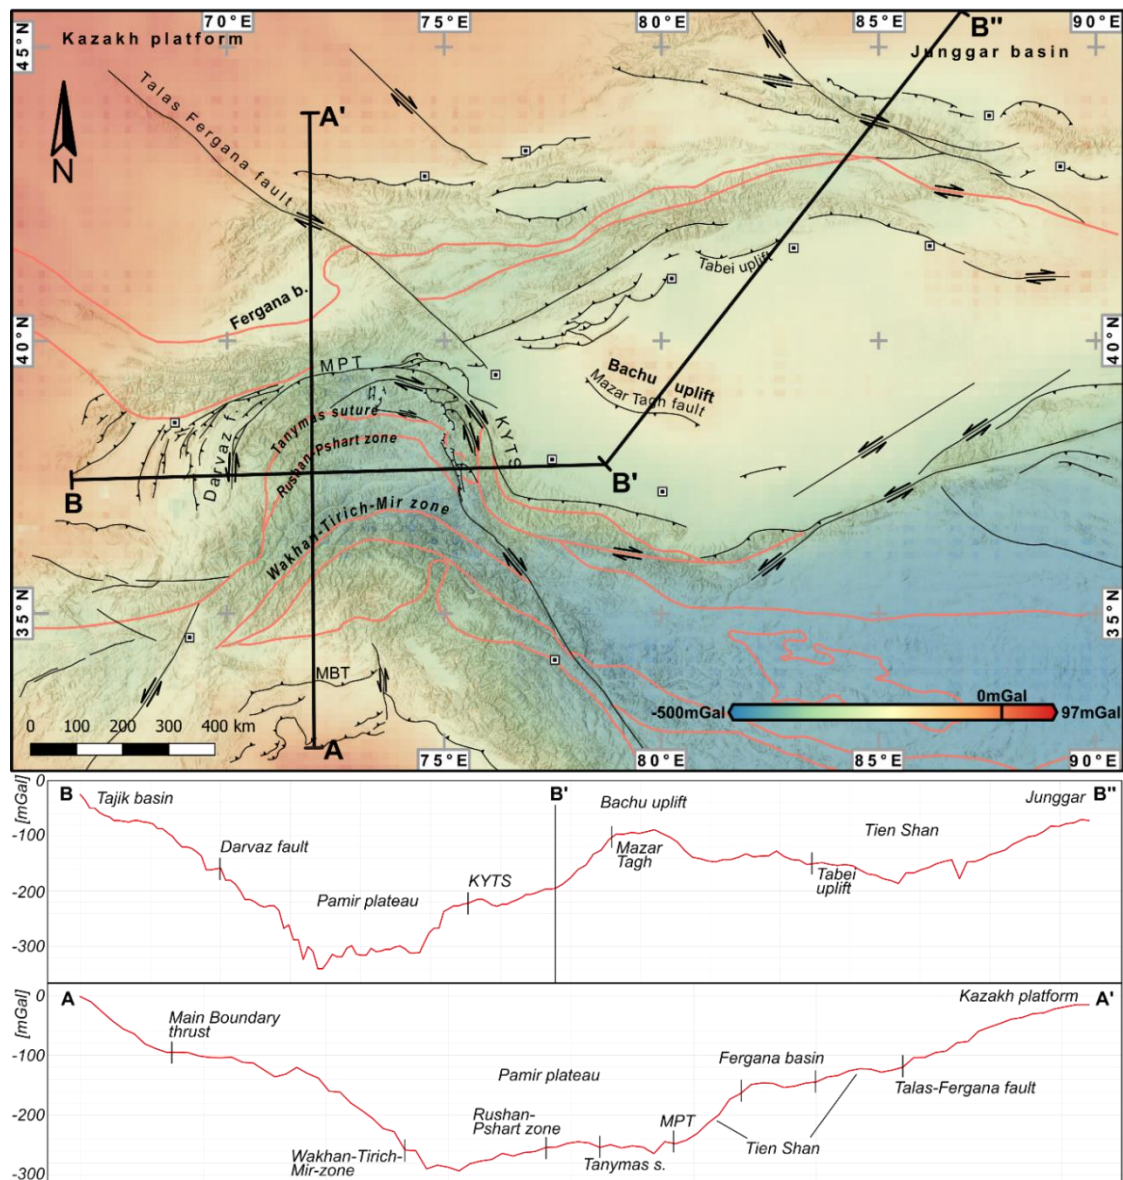 70°E
75°E
80°E
85°E
90°E
45°N
45°N
Kazakh platform
B"
Junggar basin
Talas Fergana fault
A'
N
Tabei uplift
Fergana b.
40°N
40°N
MPT
Bachu uplift
Mazar Tagh fault
Tanymas suture
KYTS
Darvaz f.
Rushan-Pshart zone
B
B'
Wakhan-Tirich-Mir zone
35°N
35°N
MBT
0mGal
-500mGal
97mGal
0 100 200 300 400 km
A
75°E
80°E
85°E
90°E
[mGal]
0
-100
-200
-300
B
Tajik basin
B'
Bachu uplift
B"
Junggar
Darvaz fault
Mazar
Tagh
Tien Shan
KYTS
Tabei
uplift
Pamir plateau
[mGal]
0
-100
-200
-300
A
Kazakh platform
A'
Main Boundary
thrust
Fergana basin
Pamir plateau
Talas-Fergana fault
Rushan-
Pshart zone
MPT
Tien Shan
Wakhan-Tirich-
Mir-zone
Tanymas s.